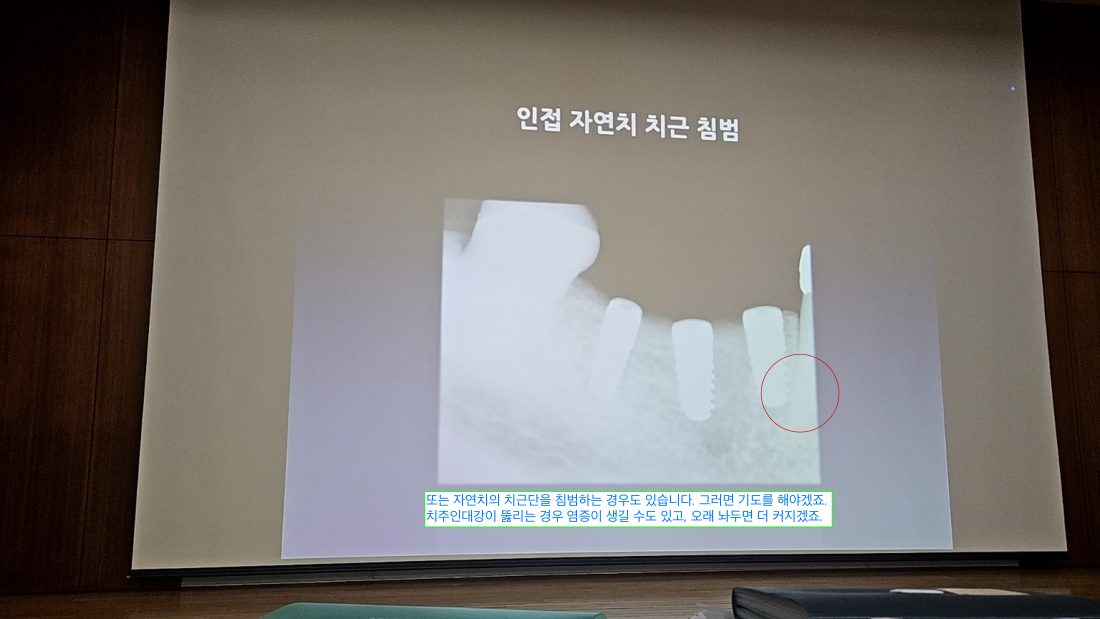 인접 자연치 치근 침범
또는 자연치의 치근단을 침범하는 경우도 있습니다. 그러면 기도를 해야겠죠.
치주인대강이 뚫리는 경우 염증이 생길 수도 있고, 오래 놔두면 더 커지겠죠.